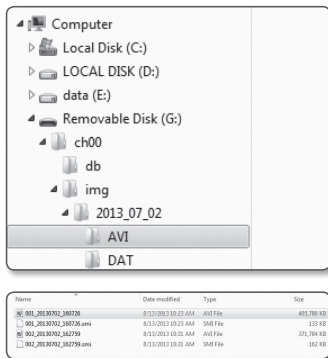 Computer
Local Disk (C:)
LOCAL DISK (D:)
data (E:)
Removable Disk (G:)
ch00
db
img
2013_07_02
AVI
DAT
Name Date modified Type Size
001_20130702_160726 8/13/2013 10:23 AM AVI File 405,786 KB
001_20130702_160726.smi 8/13/2013 10:23 AM SMI File 133 KB
002_20130702_162759 8/13/2013 10:31 AM AVI File 371,784 KB
002_20130702_162759.smi 8/13/2013 10:31 AM SMI File 162 KB